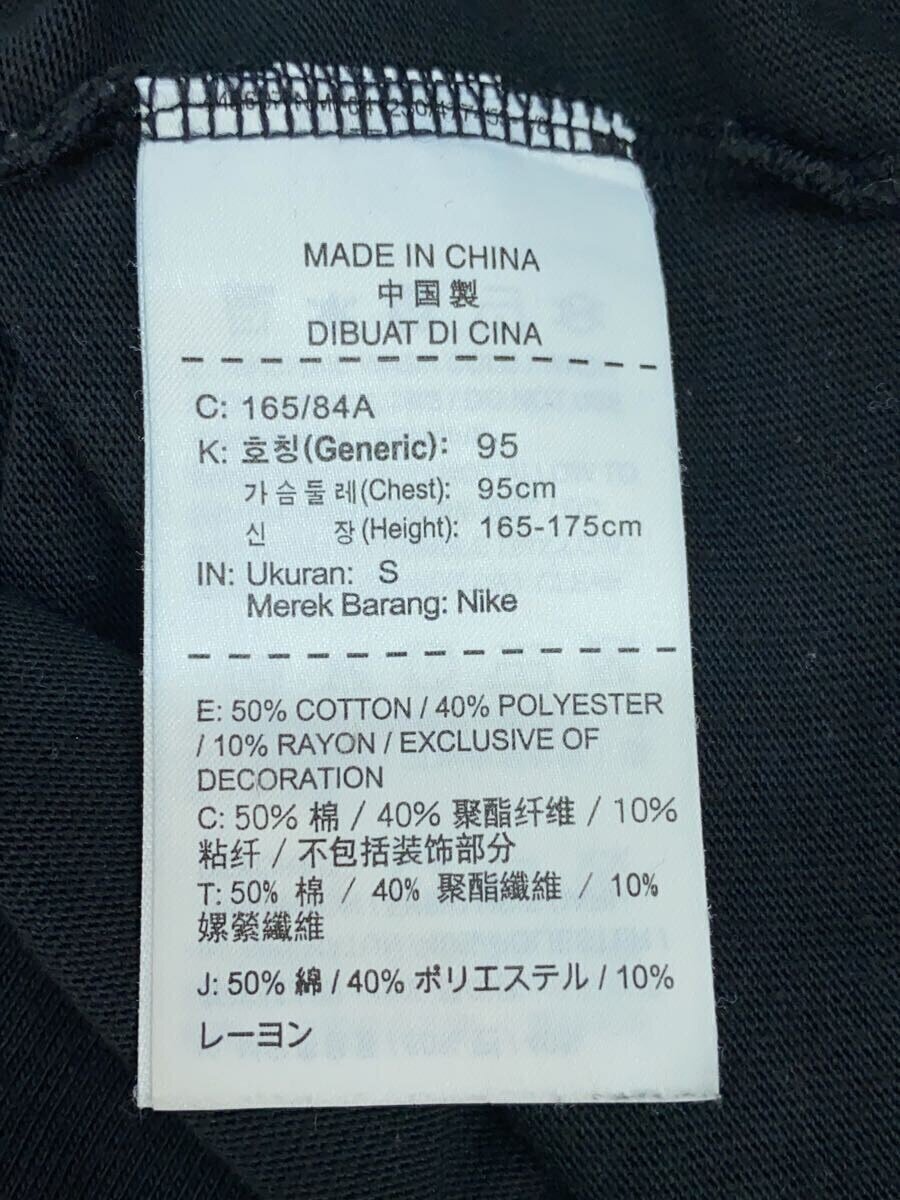 MADE IN CHINA
中国製
DIBUAT DI CINA
C: 165/84A
K: 호칭(Generic): 95
가슴둘레(Chest): 95cm
신 장(Height): 165-175cm
IN: Ukuran: S
Merek Barang: Nike
E: 50% COTTON / 40% POLYESTER
/ 10% RAYON / EXCLUSIVE OF
DECORATION
C: 50% 棉 / 40% 聚酯纤维 / 10%
粘纤 / 不包括装饰部分
T: 50% 棉 / 40% 聚酯纖維 / 10%
嫘縈纖維
J: 50% 綿 / 40% ポリエステル / 10%
レーヨン